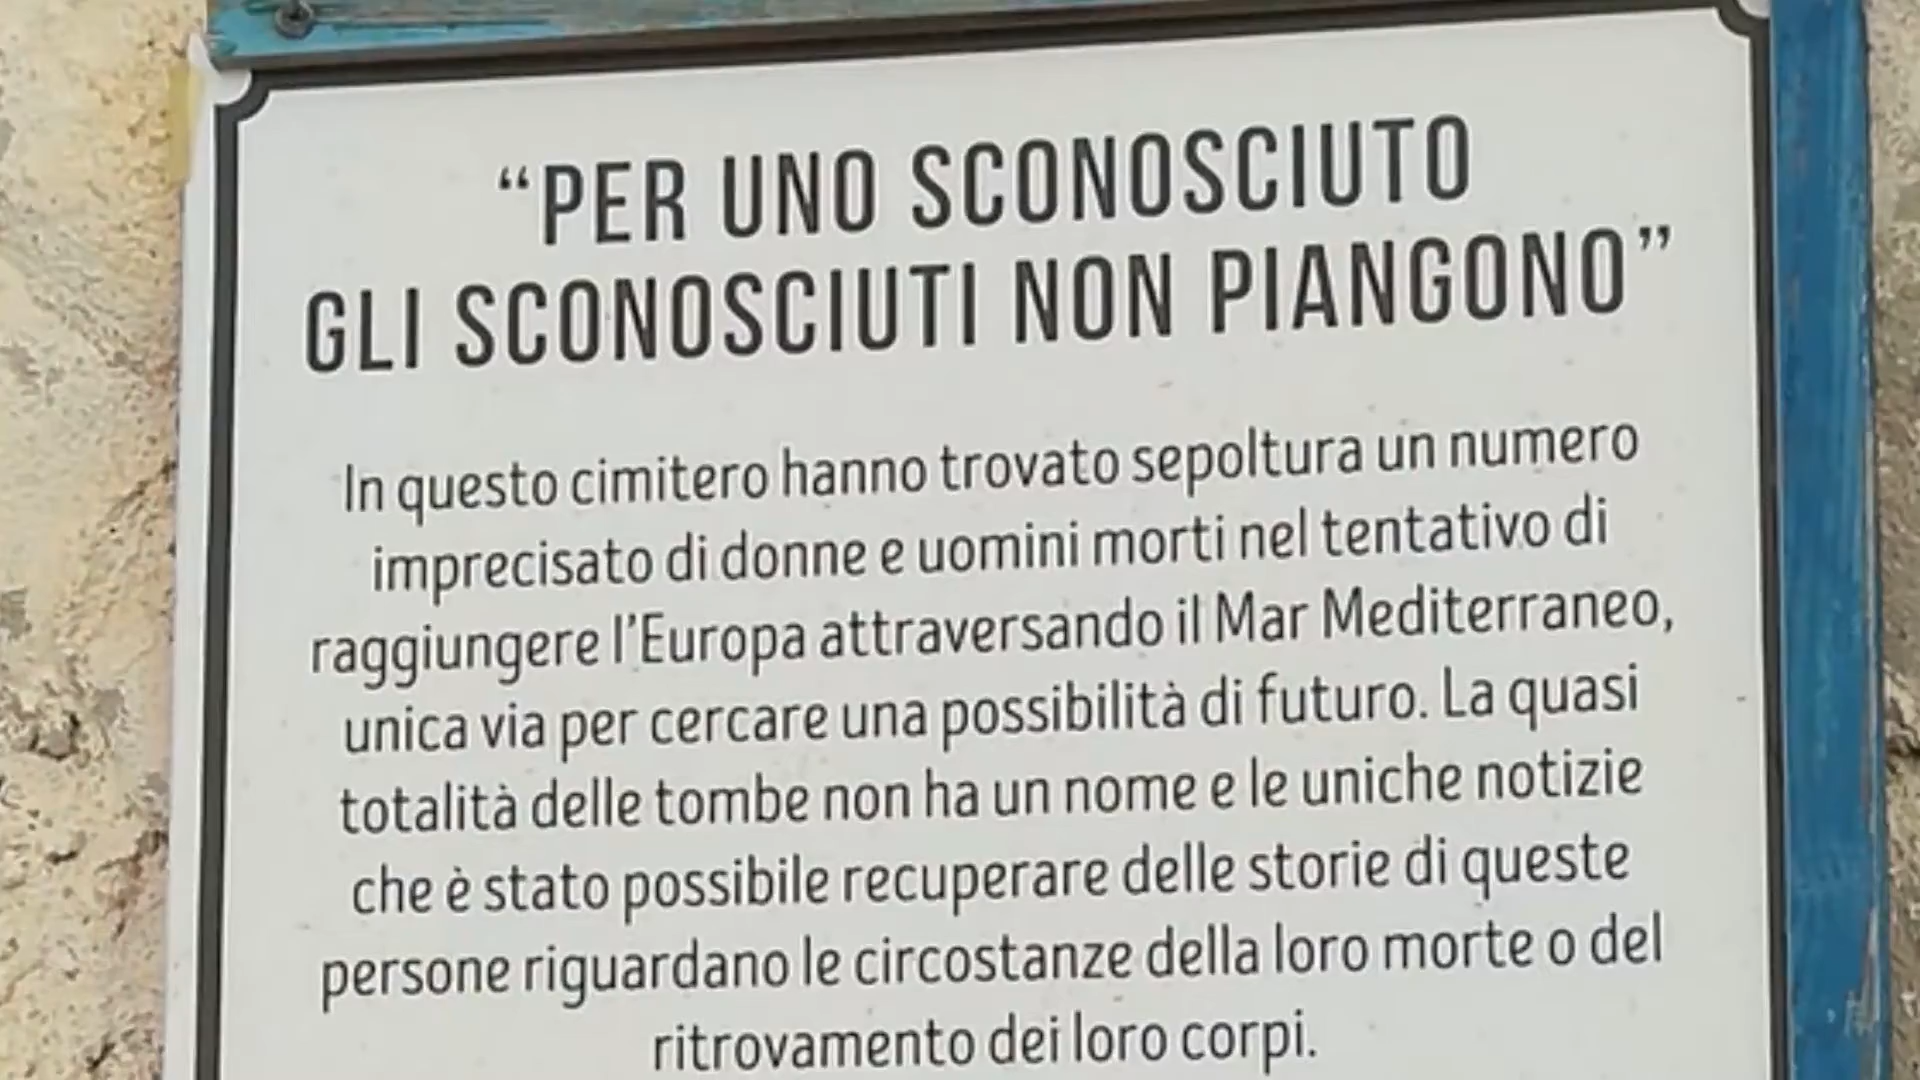 “PER UNO SCONOSCIUTO
GLI SCONOSCIUTI NON PIANGONO”
In questo cimitero hanno trovato sepoltura un numero
imprecisato di donne e uomini morti nel tentativo di
raggiungere l’Europa attraversando il Mar Mediterraneo,
unica via per cercare una possibilità di futuro. La quasi
totalità delle tombe non ha un nome e le uniche notizie
che è stato possibile recuperare delle storie di queste
persone riguardano le circostanze della loro morte o del
ritrovamento dei loro corpi.